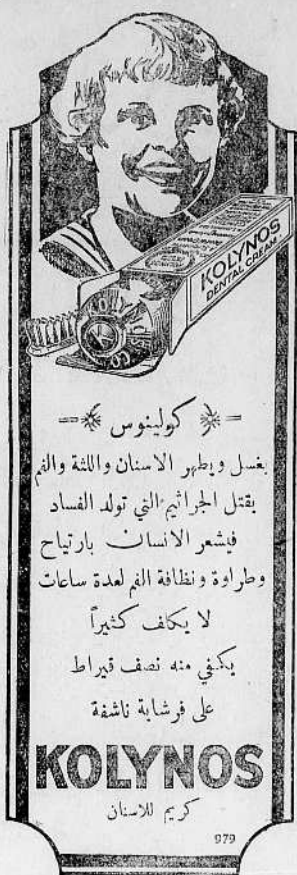 KOLYNOS
DENTAL CREAM
كولينوس
يغسل ويطهر الاسنان واللثة والفم
يقتل الجراثيم التي تولد الفساد
فيشعر الانسان بارتياح
وطراوة ونظافة الفم لعدة ساعات
لا يكلف كثيراً
يكفي منه نصف قيراط
على فرشاية ناشفة
KOLYNOS
كريم للاسنان
979